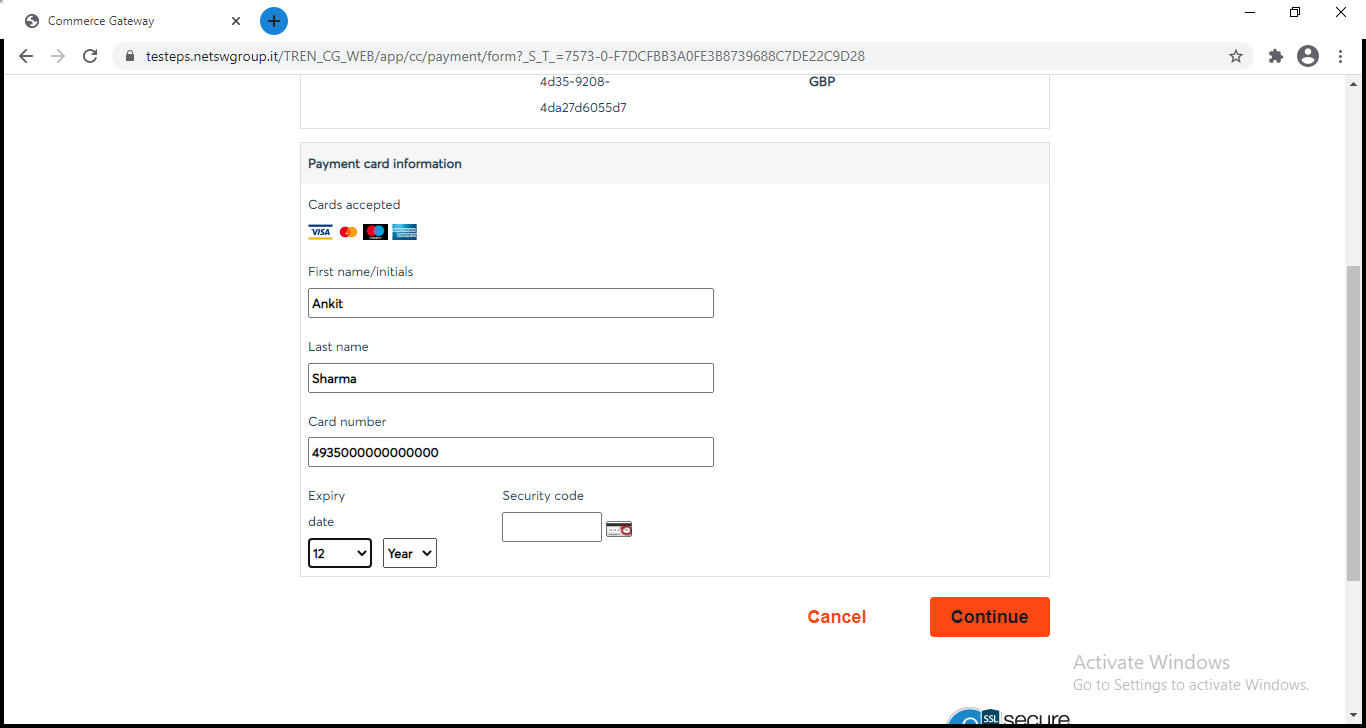 Commerce Gateway
testeps.netswgroup.it/TREN_CG_WEB/app/cc/payment/form?_S_T_=7573-0-F7DCFBB3A0FE3B8739688C7DE22C9D28
4d35-9208- GBP
4da27d6055d7
Payment card information
Cards accepted
VISA
First name/initials
Ankit
Last name
Sharma
Card number
4935000000000000
Expiry Security code
date
12 Year
Cancel Continue
Activate Windows
Go to Settings to activate Windows.
SSL secure